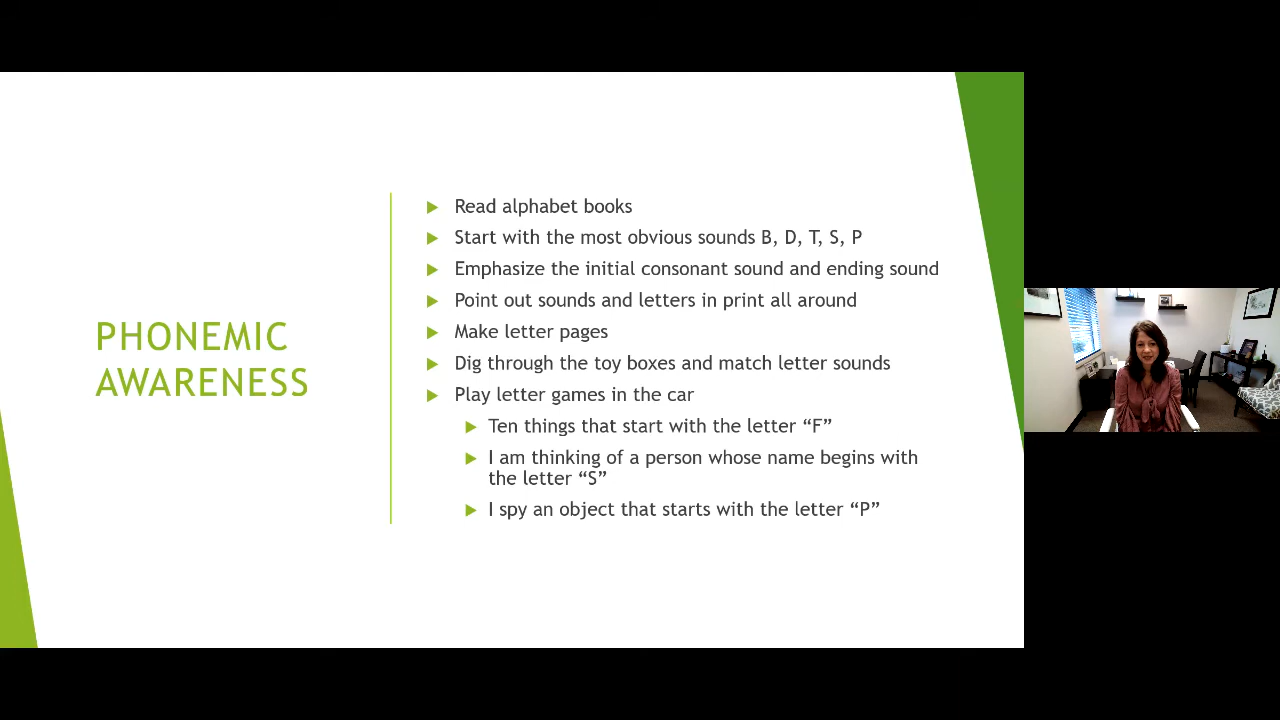 PHONEMIC
AWARENESS
Read alphabet books
Start with the most obvious sounds B, D, T, S, P
Emphasize the initial consonant sound and ending sound
Point out sounds and letters in print all around
Make letter pages
Dig through the toy boxes and match letter sounds
Play letter games in the car
Ten things that start with the letter “F”
I am thinking of a person whose name begins with
the letter “S”
I spy an object that starts with the letter “P”